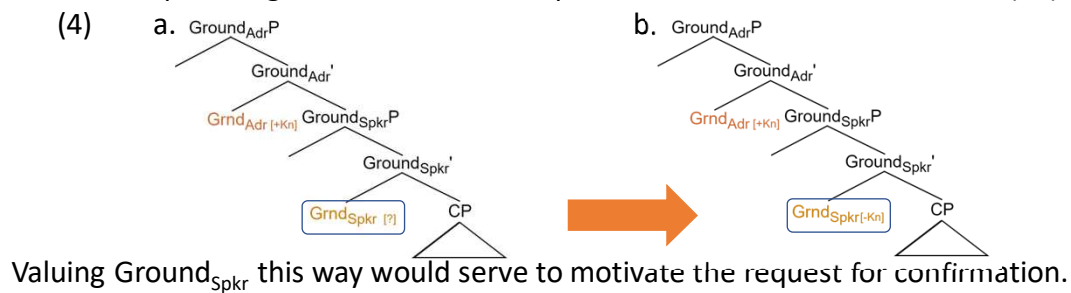 (4) a. Ground_Adr P b. Ground_Adr P
Ground_Adr' Ground_Adr'
Grnd_Adr [+Kn] Ground_Spkr P Grnd_Adr [+Kn] Ground_Spkr P
Ground_Spkr' Ground_Spkr'
Grnd_Spkr [?] CP Grnd_Spkr[-Kn] CP
Valuing Ground_Spkr this way would serve to motivate the request for confirmation.